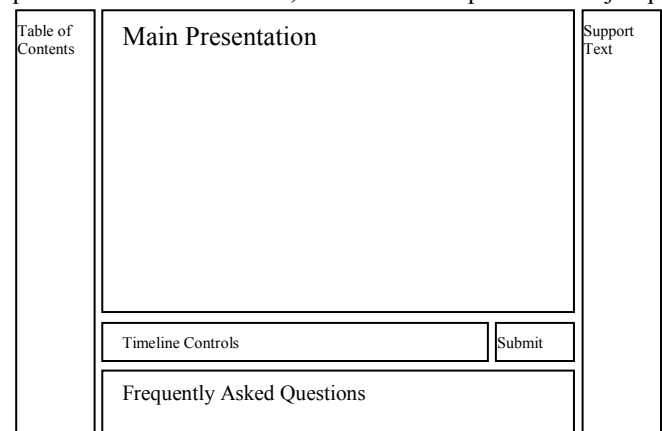 Table of
Contents
Main Presentation
Support
Text
Timeline Controls
Submit
Frequently Asked Questions